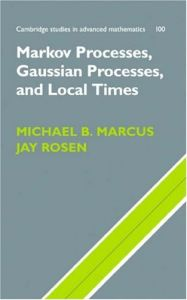 Cambridge studies in advanced mathematics 100
Markov Processes,
Gaussian Processes,
and Local Times
MICHAEL B. MARCUS
JAY ROSEN